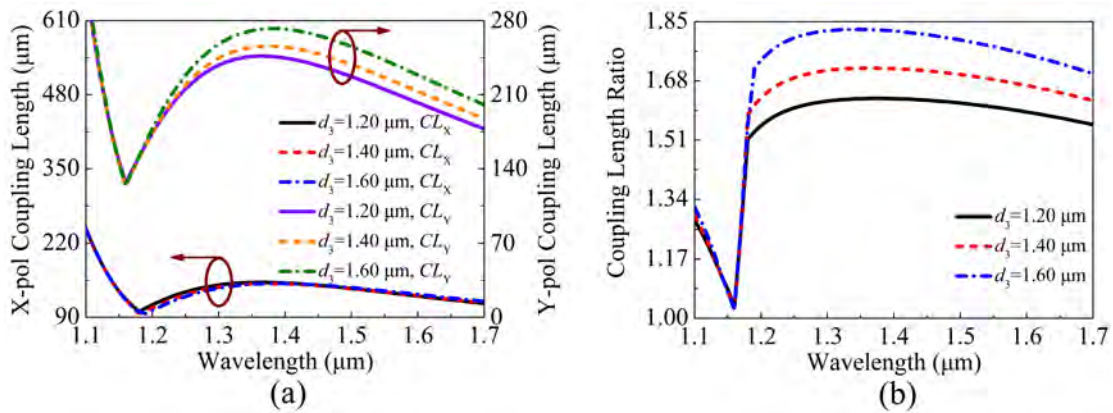 610
480
350
220
90
X-pol Coupling Length (μm)
280
210
140
70
0
Y-pol Coupling Length (μm)
d3=1.20 μm, CLX
d3=1.40 μm, CLX
d3=1.60 μm, CLX
d3=1.20 μm, CLY
d3=1.40 μm, CLY
d3=1.60 μm, CLY
1.1 1.2 1.3 1.4 1.5 1.6 1.7
Wavelength (μm)
(a)
1.85
1.68
1.51
1.34
1.17
1.00
Coupling Length Ratio
d3=1.20 μm
d3=1.40 μm
d3=1.60 μm
1.1 1.2 1.3 1.4 1.5 1.6 1.7
Wavelength (μm)
(b)